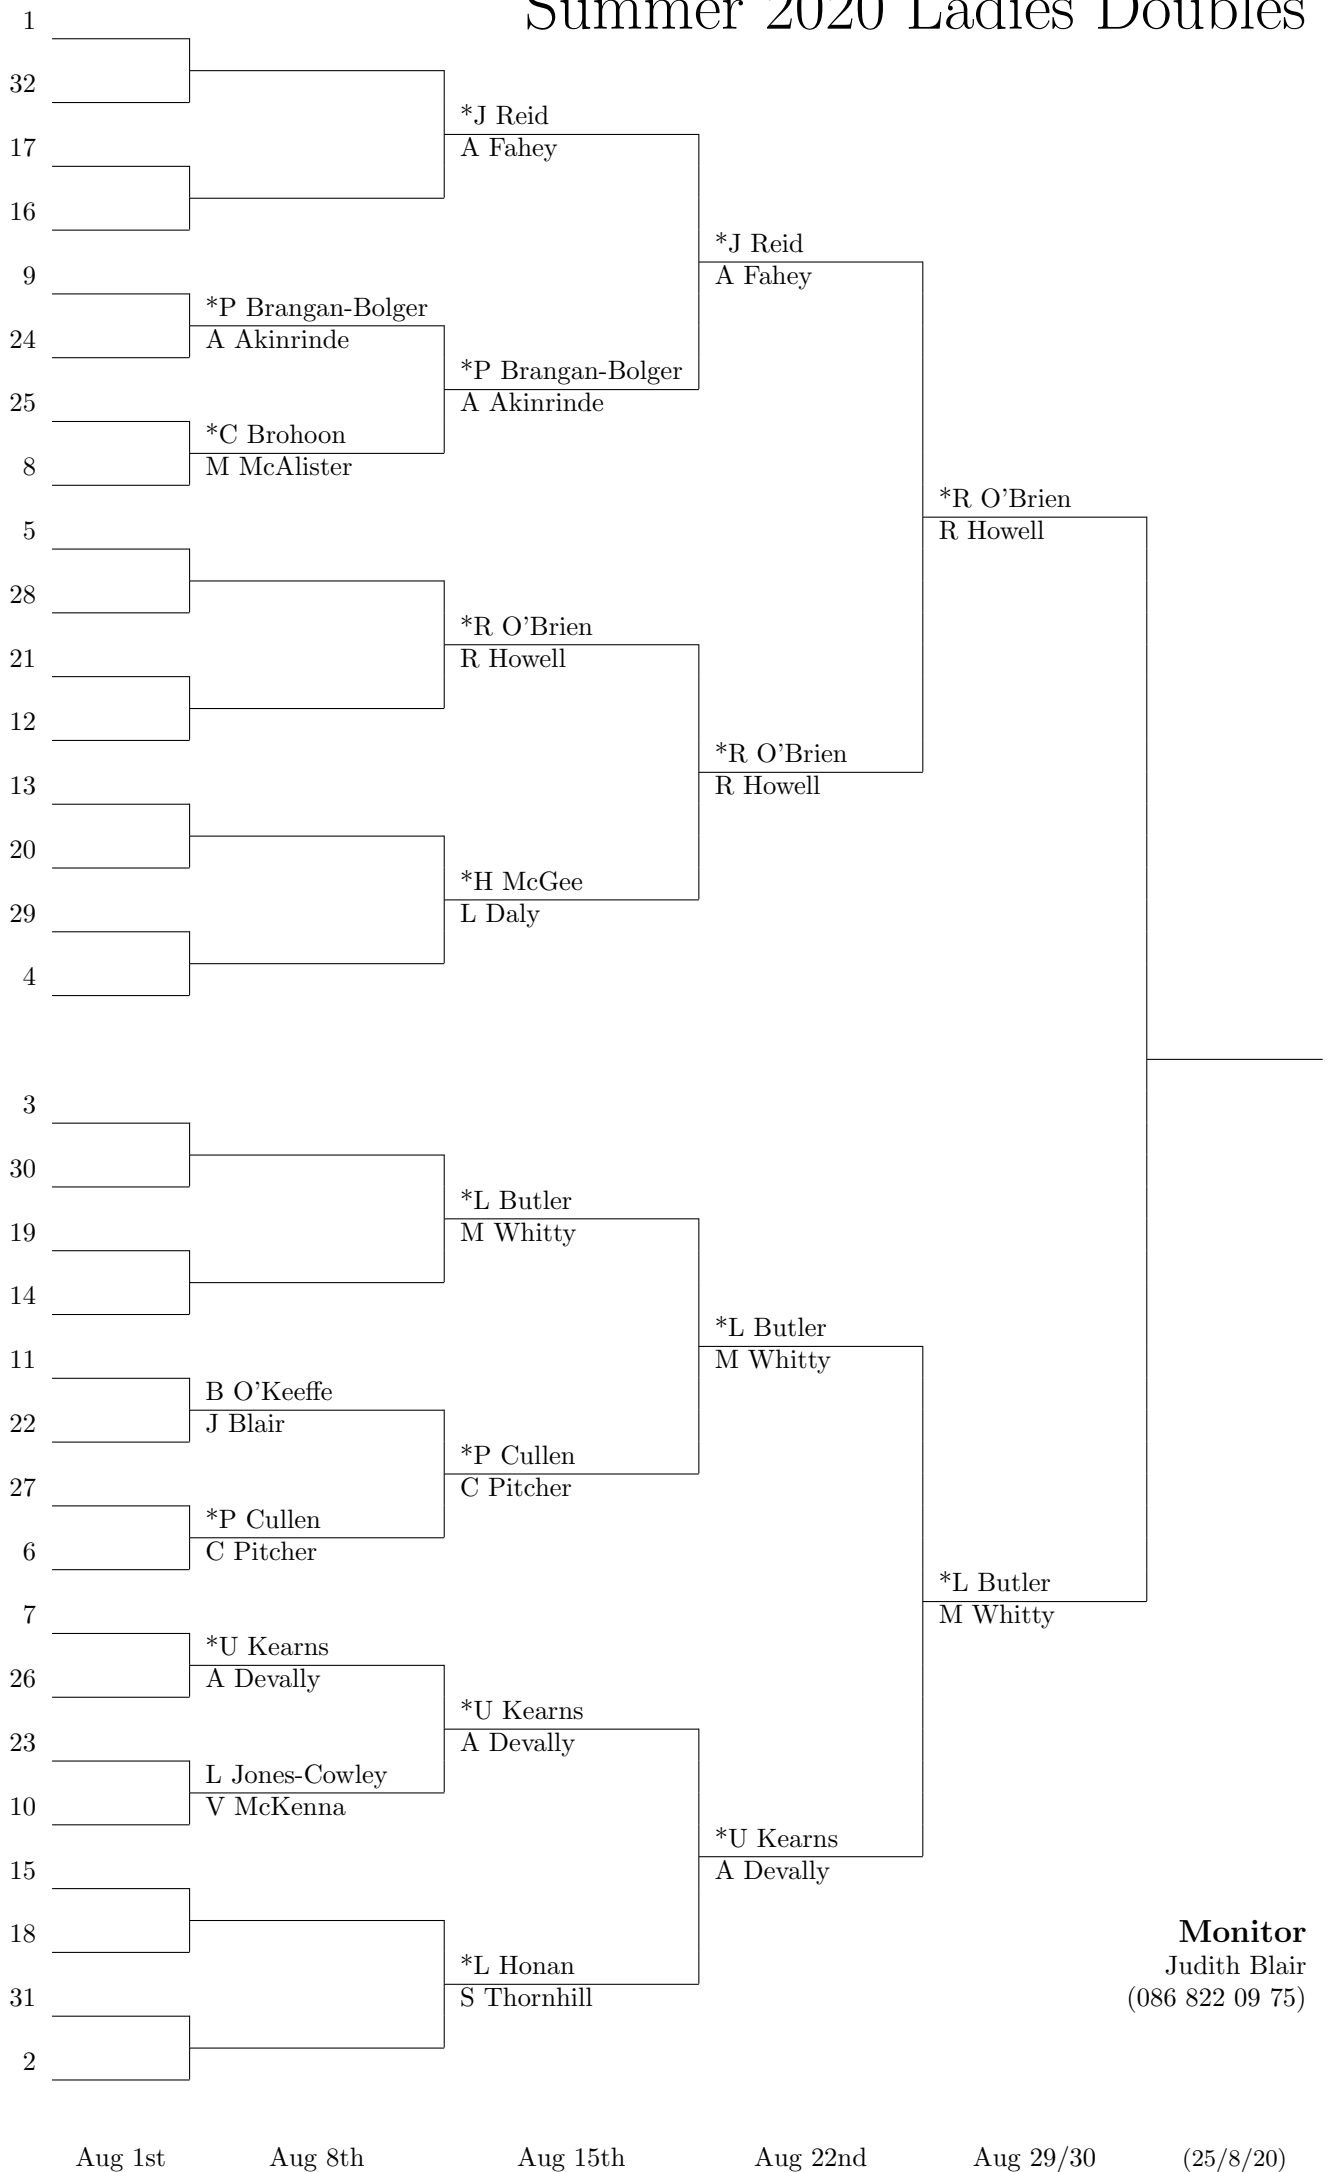 Summer 2020 Ladies Doubles
1
32
*J Reid
17
A Fahey
16
*J Reid
9
A Fahey
*P Brangan-Bolger
24
A Akinrinde
*P Brangan-Bolger
25
A Akinrinde
*C Brohoon
8
M McAlister
*R O'Brien
5
R Howell
28
*R O'Brien
21
R Howell
12
*R O'Brien
13
R Howell
20
*H McGee
29
L Daly
4
3
30
*L Butler
19
M Whitty
14
*L Butler
11
M Whitty
B O'Keeffe
22
J Blair
*P Cullen
27
C Pitcher
*P Cullen
6
C Pitcher
*L Butler
7
M Whitty
*U Kearns
26
A Devally
*U Kearns
23
A Devally
L Jones-Cowley
10
V McKenna
*U Kearns
15
A Devally
18
Monitor
*L Honan
Judith Blair
31
S Thornhill
(086 822 09 75)
2
Aug 1st Aug 8th Aug 15th Aug 22nd Aug 29/30 (25/8/20)